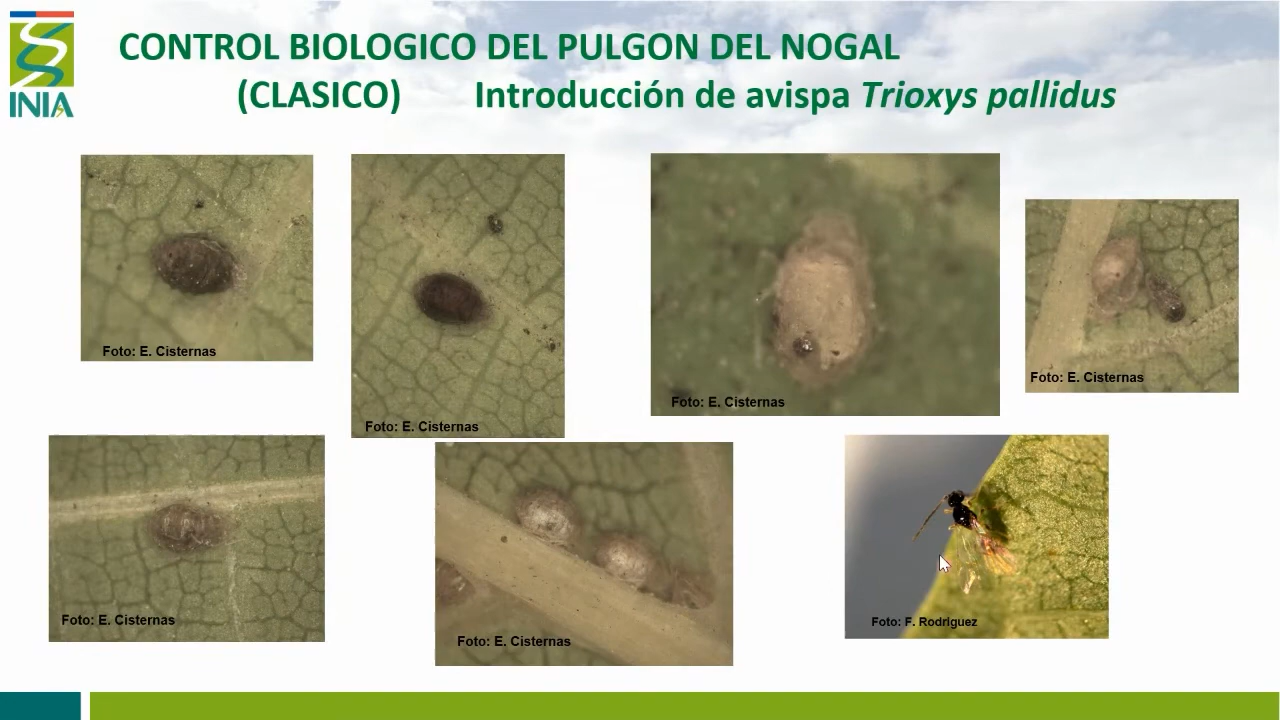 CONTROL BIOLOGICO DEL PULGON DEL NOGAL
(CLASICO) Introducción de avispa Trioxys pallidus
INIA
Foto: E. Cisternas
Foto: E. Cisternas
Foto: E. Cisternas
Foto: E. Cisternas
Foto: E. Cisternas
Foto: E. Cisternas
Foto: F. Rodriguez